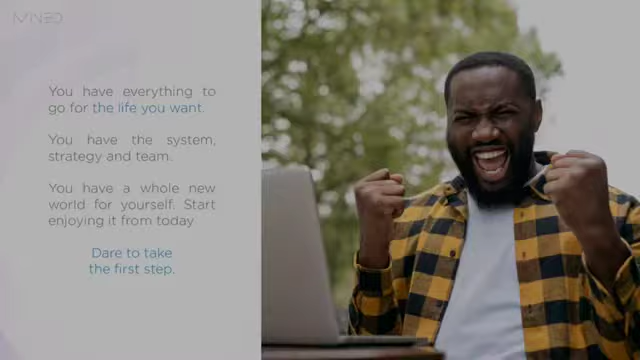 MINEO
You have everything to
go for the life you want.
You have the system,
strategy and team.
You have a whole new
world for yourself. Start
enjoying it from today
Dare to take
the first step.